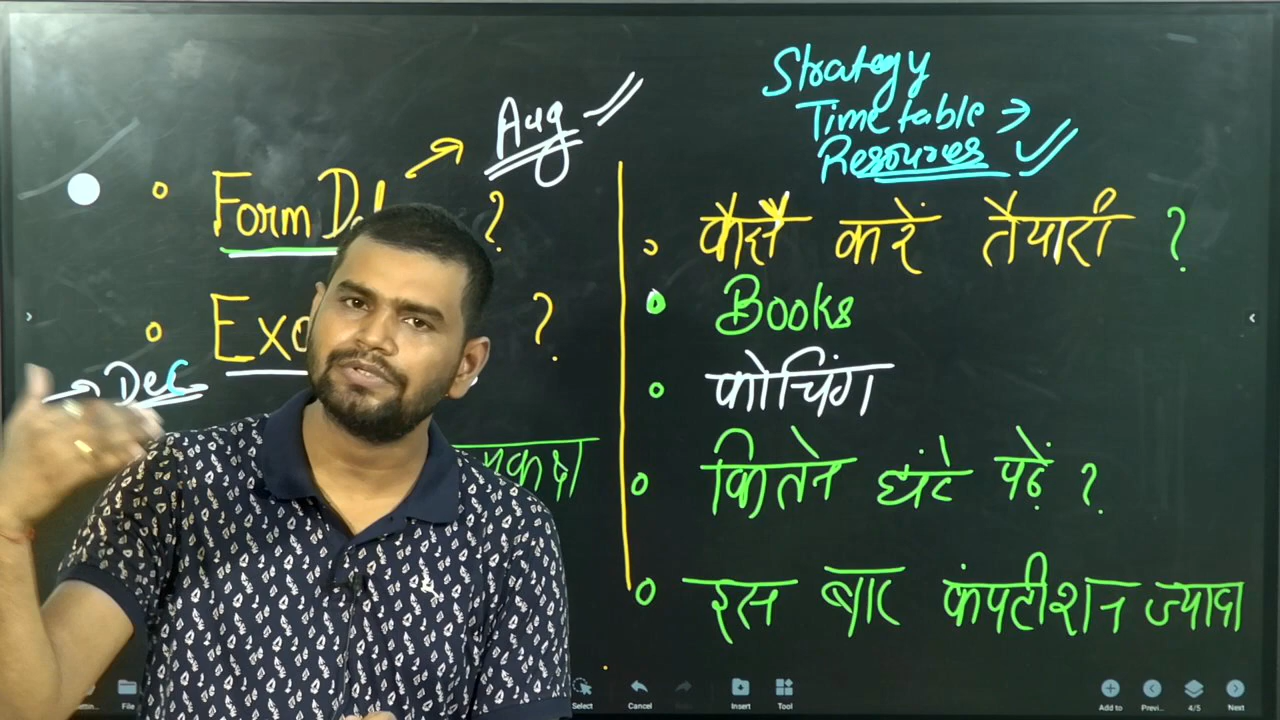 Aug
Form ?
Exa ?
Dec
Strategy
Time table →
Resources
कैसे करें तैयारी ?
Books
कोचिंग
कितने घंटे पढ़ें ?
इस बार कंपटीशन ज्यादा
File
Select
Cancel
Insert
Tool
Add to
Previ...
4/5
Next